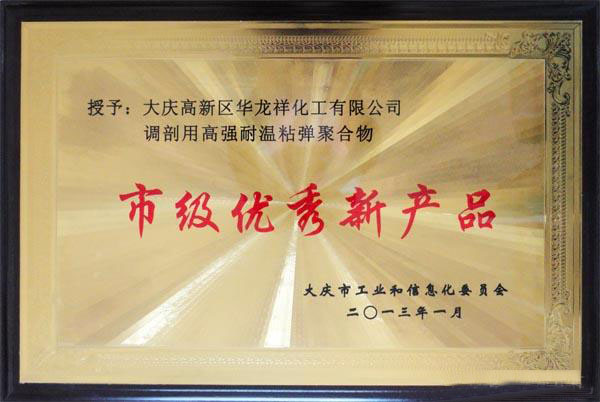 授予：大庆高新区华龙祥化工有限公司
调剖用高强耐温粘弹聚合物
市级优秀新产品
大庆市工业和信息化委员会
二〇一三年一月